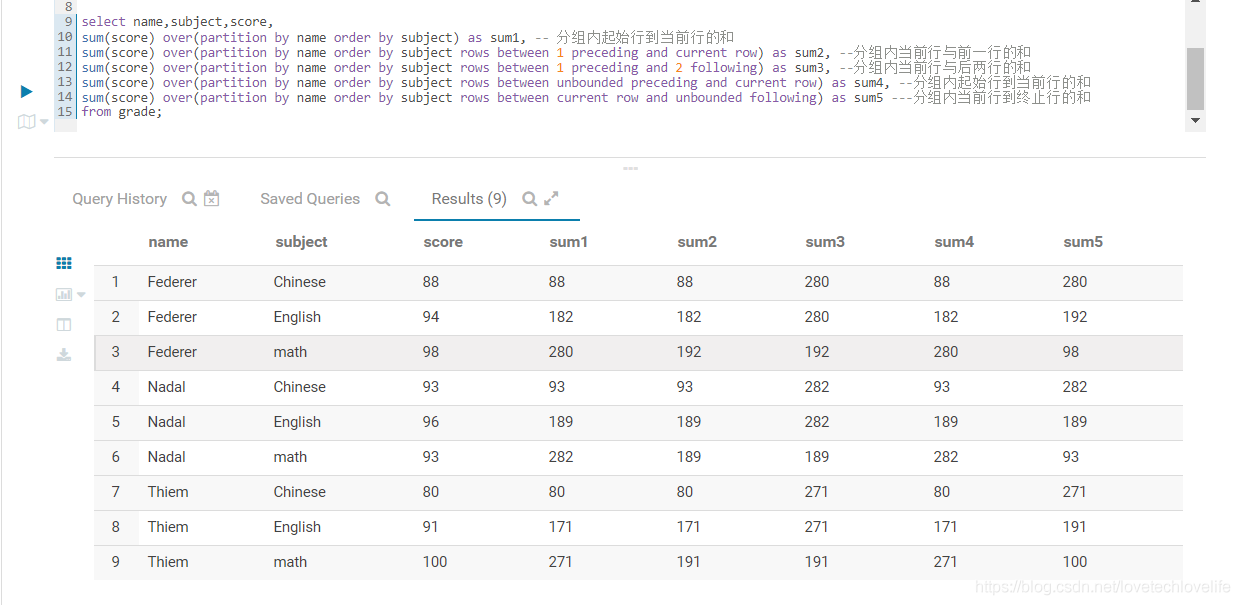 8
9 select name,subject,score,
10 sum(score) over(partition by name order by subject) as sum1, -- 分组内起始行到当前行的和
11 sum(score) over(partition by name order by subject rows between 1 preceding and current row) as sum2, --分组内当前行与前一行的和
12 sum(score) over(partition by name order by subject rows between 1 preceding and 2 following) as sum3, --分组内当前行与后两行的和
13 sum(score) over(partition by name order by subject rows between unbounded preceding and current row) as sum4, --分组内起始行到当前行的和
14 sum(score) over(partition by name order by subject rows between current row and unbounded following) as sum5 ---分组内当前行到终止行的和
15 from grade;
Query History Saved Queries Results (9)
name subject score sum1 sum2 sum3 sum4 sum5
1 Federer Chinese 88 88 88 280 88 280
2 Federer English 94 182 182 280 182 192
3 Federer math 98 280 192 192 280 98
4 Nadal Chinese 93 93 93 282 93 282
5 Nadal English 96 189 189 282 189 189
6 Nadal math 93 282 189 189 282 93
7 Thiem Chinese 80 80 80 271 80 271
8 Thiem English 91 171 171 271 171 191
9 Thiem math 100 271 191 191 271 100
https://blog.csdn.net/lovetechlovelife